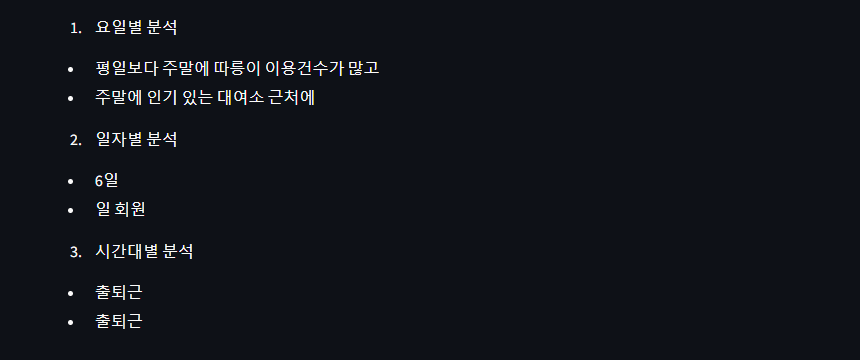 1. 요일별 분석
• 평일보다 주말에 따릉이 이용건수가 많고
• 주말에 인기 있는 대여소 근처에
2. 일자별 분석
• 6일
• 일 회원
3. 시간대별 분석
• 출퇴근
• 출퇴근